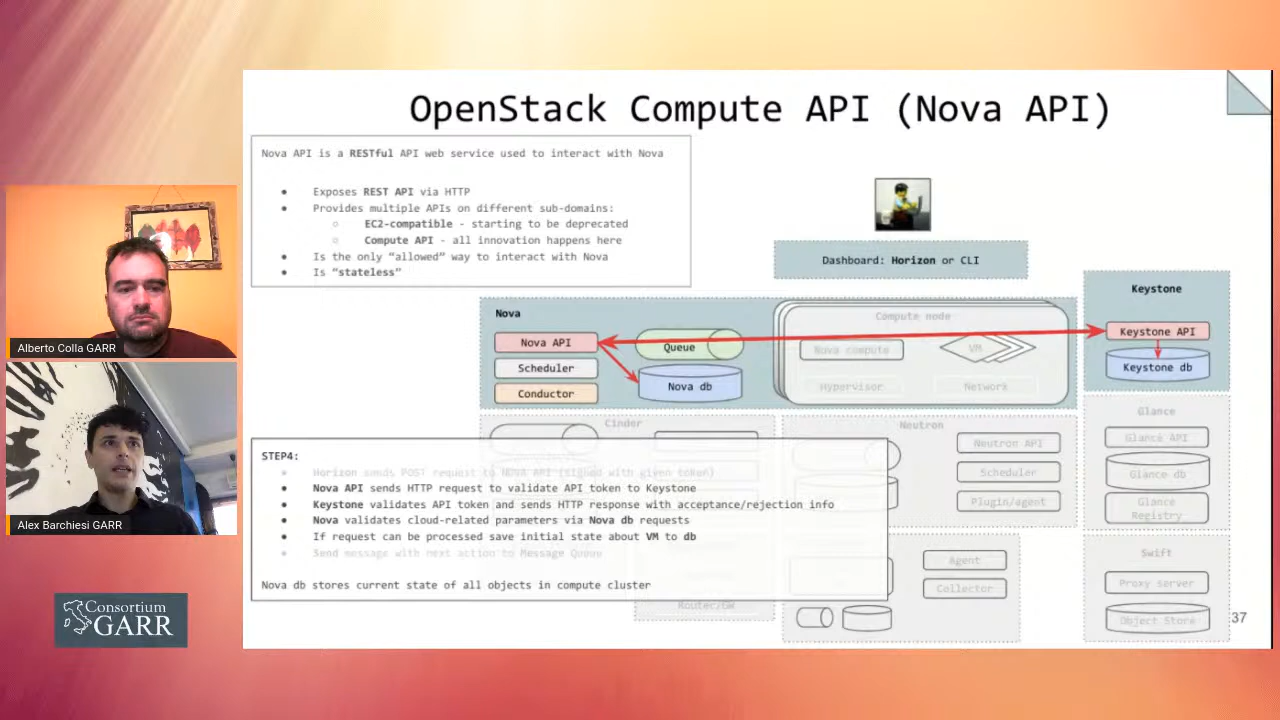 OpenStack Compute API (Nova API)
Nova API is a RESTful API web service used to interact with Nova
● Exposes REST API via HTTP
● Provides multiple APIs on different sub-domains:
○ EC2-compatible - starting to be deprecated
○ Compute API - all innovation happens here
● Is the only “allowed” way to interact with Nova
● Is “stateless”
Dashboard: Horizon or CLI
Nova
Nova API
Scheduler
Conductor
Queue
Nova db
Compute node
Nova compute
VM
Hypervisor
Network
Keystone
Keystone API
Keystone db
Cinder
Neutron
Neutron API
Scheduler
Plugin/agent
Glance
Glance API
Glance db
Glance
Registry
STEP4:
● Horizon sends POST request to NOVA API (signed with given token)
● Nova API sends HTTP request to validate API token to Keystone
● Keystone validates API token and sends HTTP response with acceptance/rejection info
● Nova validates cloud-related parameters via Nova db requests
● If request can be processed save initial state about VM to db
● Send message with next action to Message Queue
Nova db stores current state of all objects in compute cluster
Router/GW
Agent
Collector
Swift
Proxy server
Object Store
37
Alberto Colla GARR
Alex Barchiesi GARR
Consortium
GARR